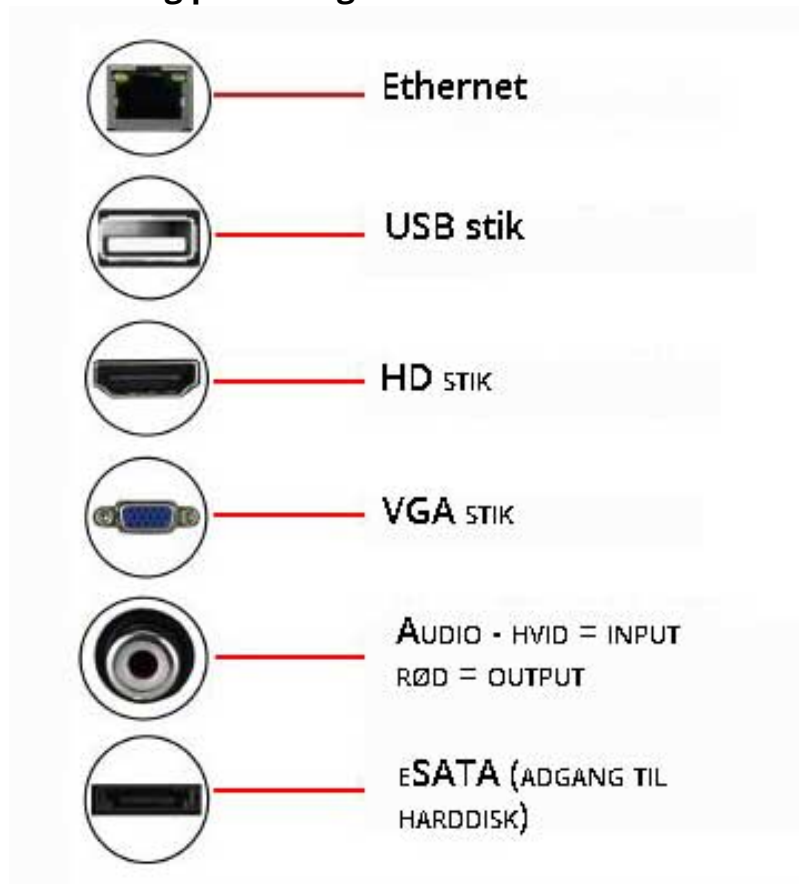 Ethernet
USB stik
HD STIK
VGA STIK
AUDIO - HVID = INPUT
RØD = OUTPUT
eSATA (ADGANG TIL
HARDDISK)